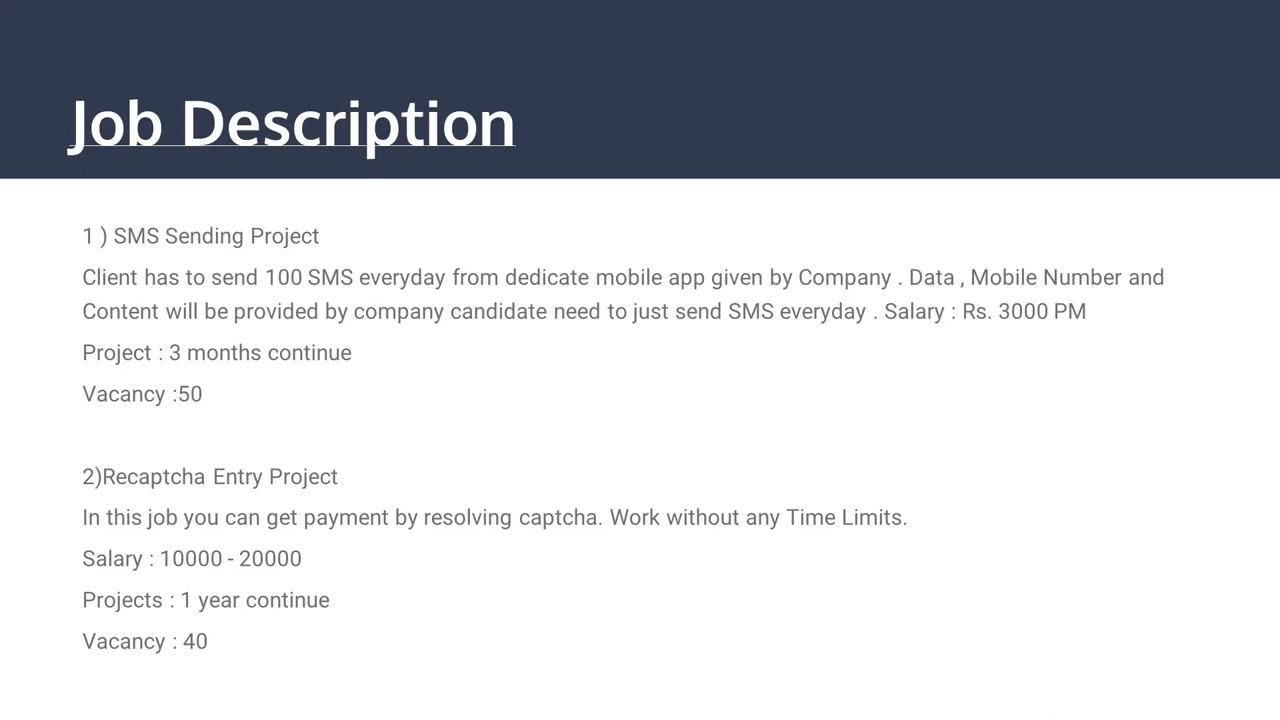 Job Description
1 ) SMS Sending Project
Client has to send 100 SMS everyday from dedicate mobile app given by Company . Data , Mobile Number and
Content will be provided by company candidate need to just send SMS everyday . Salary : Rs. 3000 PM
Project : 3 months continue
Vacancy :50
2)Recaptcha Entry Project
In this job you can get payment by resolving captcha. Work without any Time Limits.
Salary : 10000 - 20000
Projects : 1 year continue
Vacancy : 40